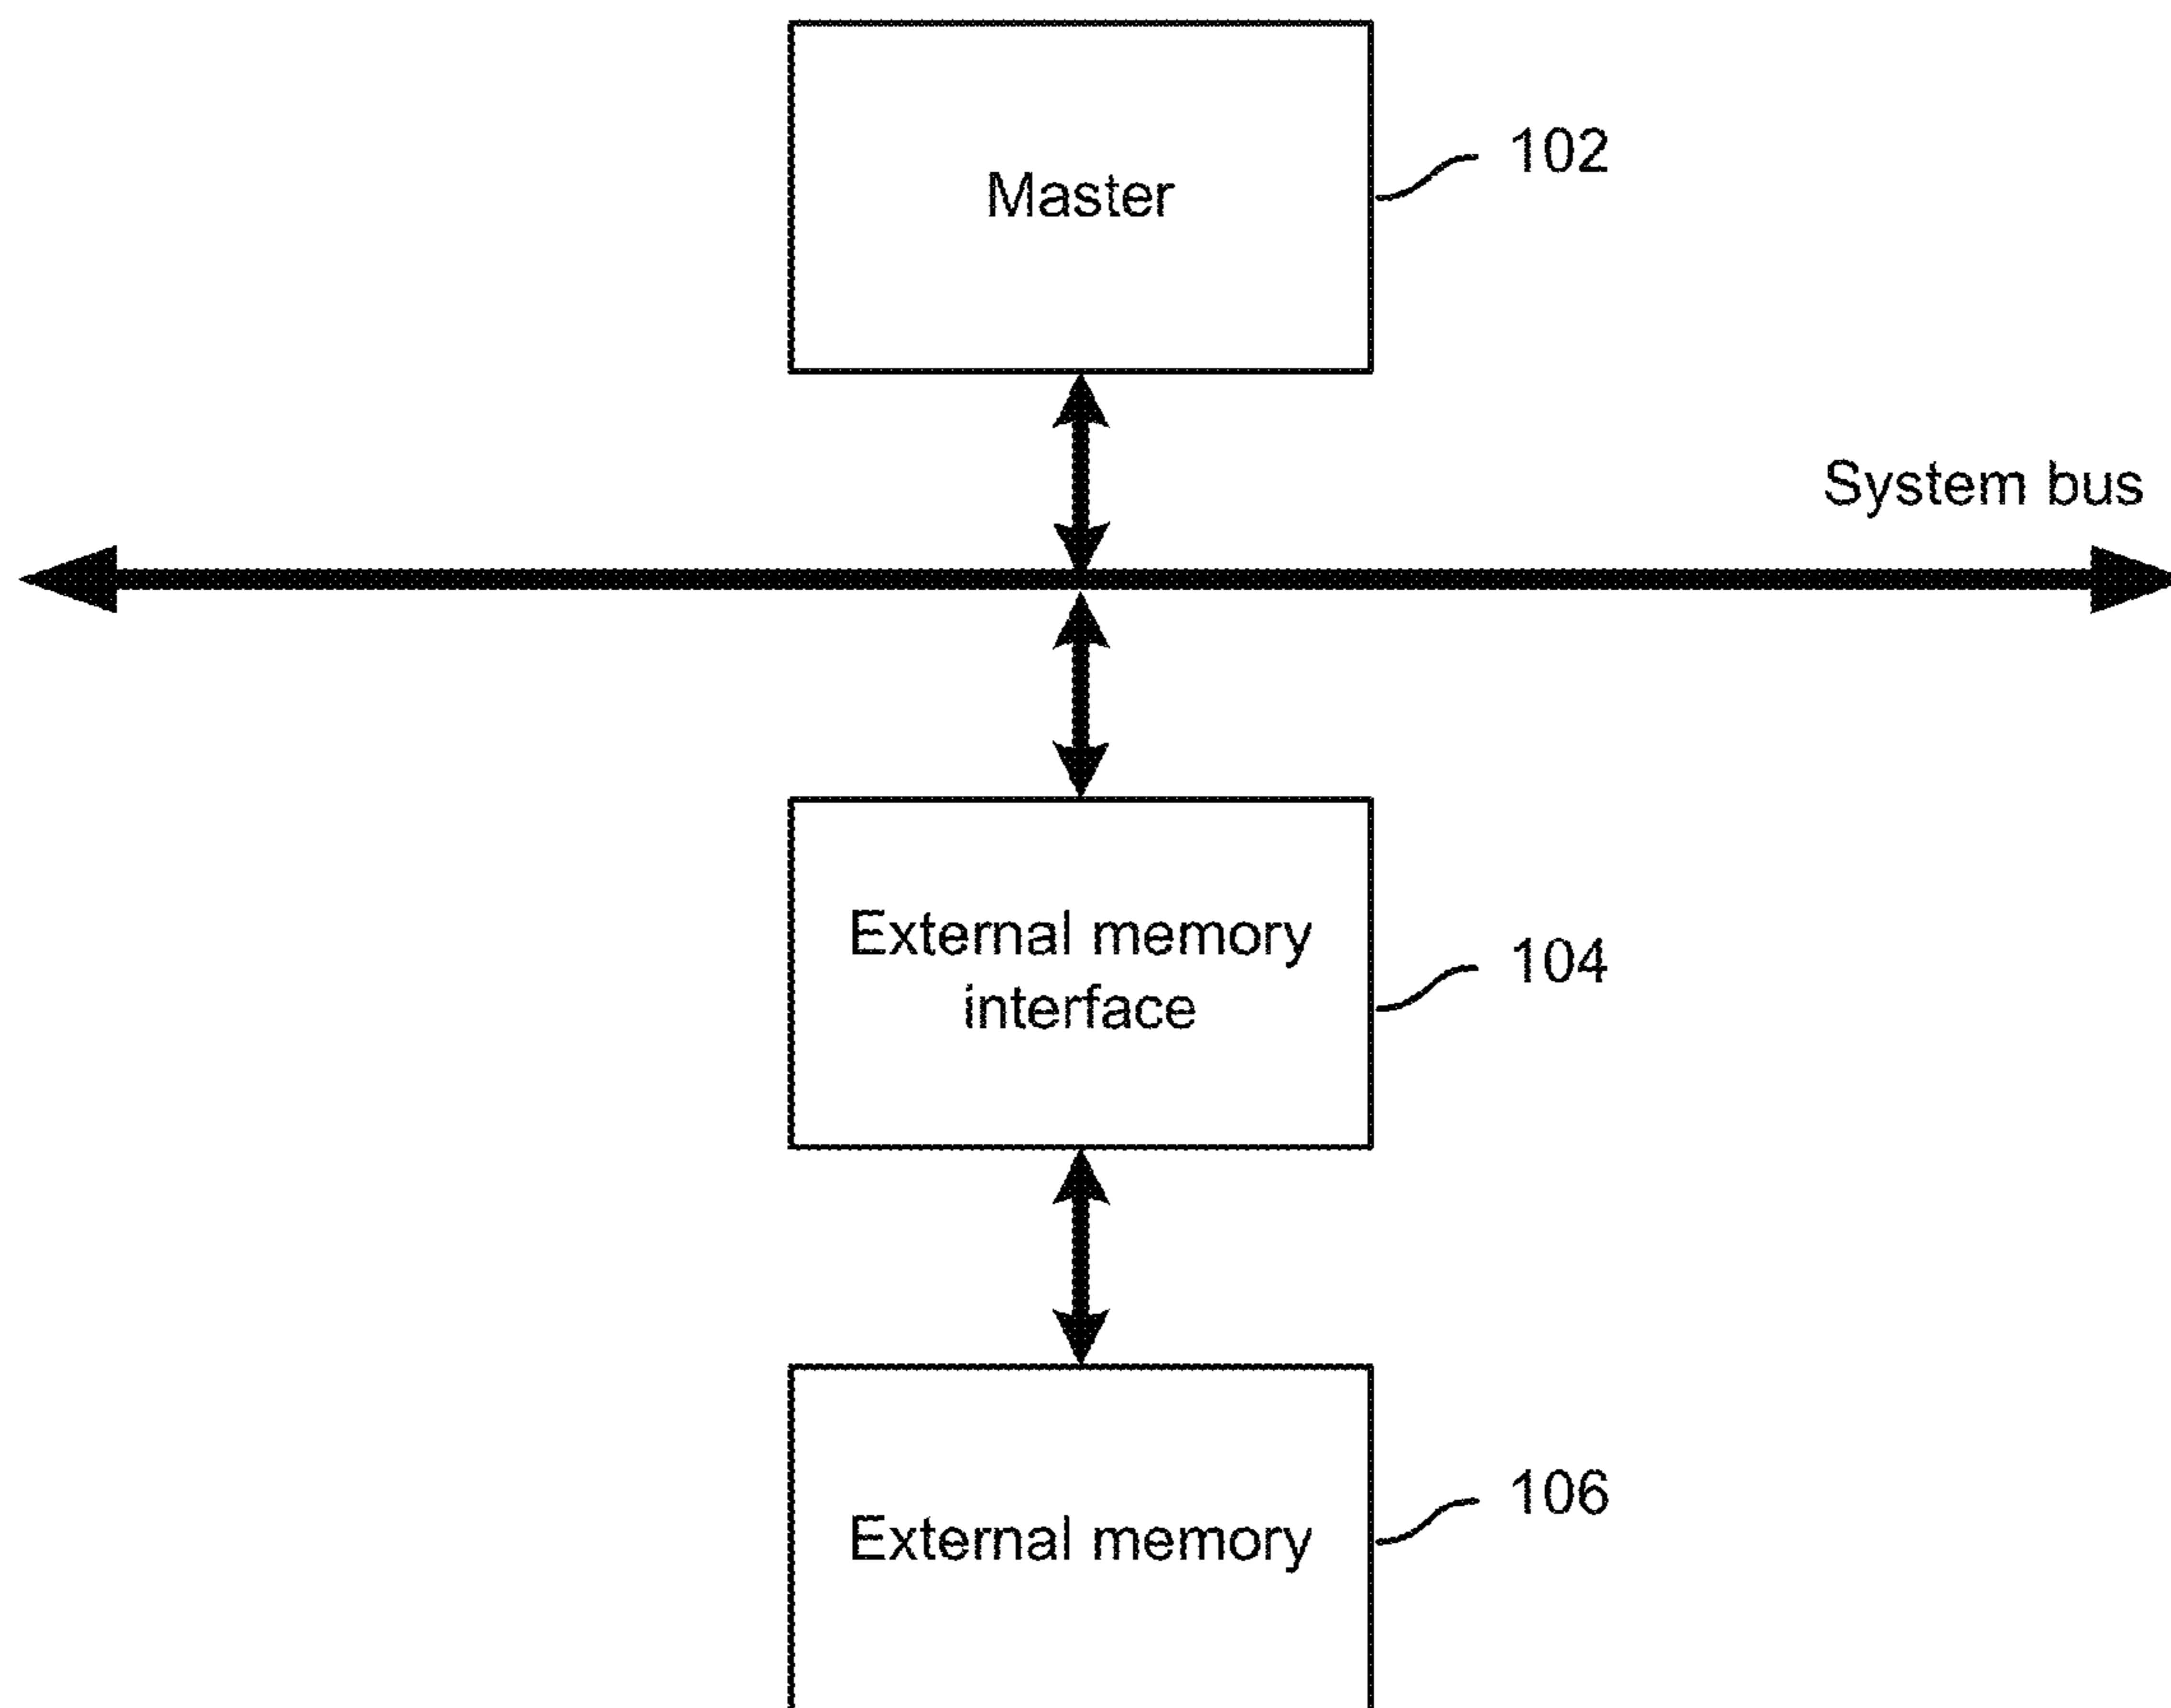 Master
102
System bus
External memory
interface
104
External memory
106